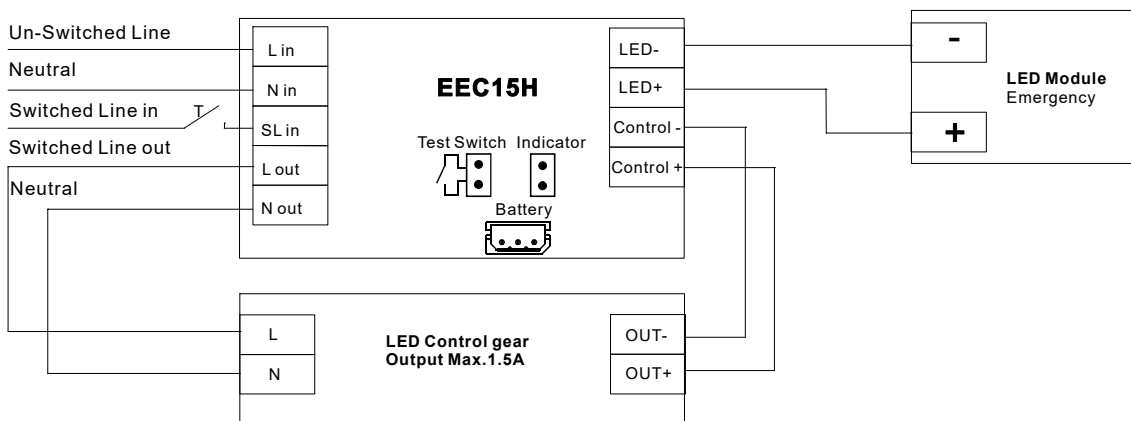 Un-Switched Line
Neutral
Switched Line in
Switched Line out
Neutral
L in
N in
SL in
L out
N out
EEC15H
Test Switch
Indicator
Battery
LED-
LED+
Control -
Control +
-
+
LED Module
Emergency
L
N
LED Control gear
Output Max.1.5A
OUT-
OUT+